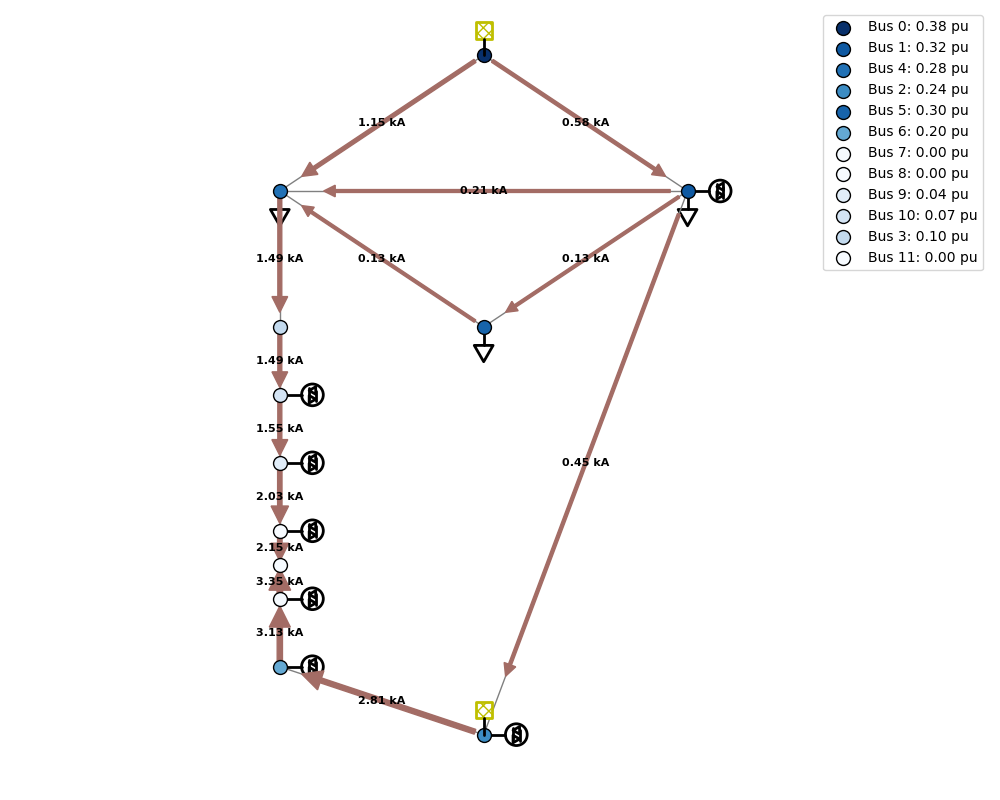 Bus 0: 0.38 pu
Bus 1: 0.32 pu
Bus 4: 0.28 pu
Bus 2: 0.24 pu
Bus 5: 0.30 pu
Bus 6: 0.20 pu
Bus 7: 0.00 pu
Bus 8: 0.00 pu
Bus 9: 0.04 pu
Bus 10: 0.07 pu
Bus 3: 0.10 pu
Bus 11: 0.00 pu
1.15 kA
0.58 kA
0.21 kA
1.49 kA
0.13 kA
0.13 kA
1.49 kA
1.55 kA
0.45 kA
2.03 kA
2.15 kA
3.35 kA
3.13 kA
2.81 kA